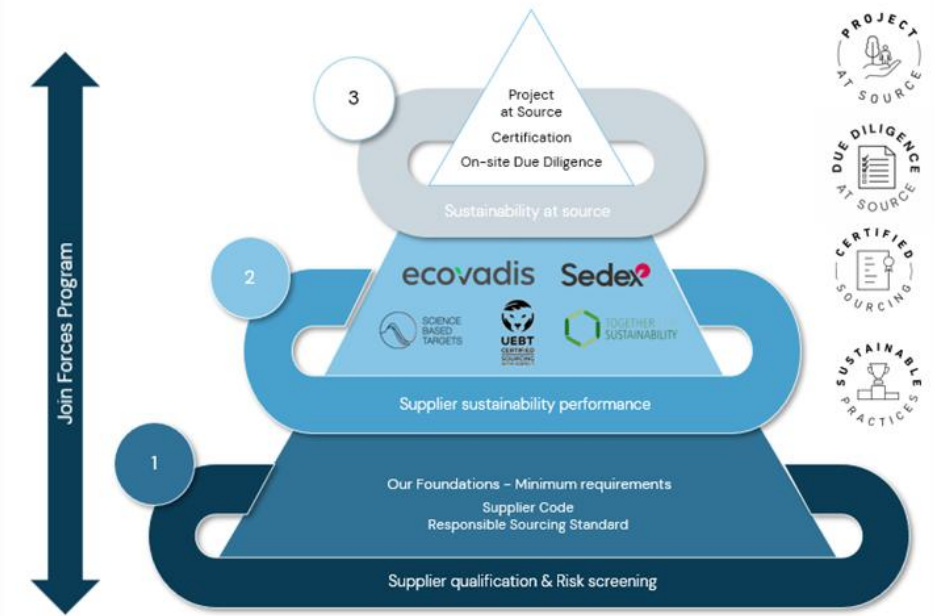 Join Forces Program
3
Project
at Source
Certification
On-site Due Diligence
Sustainability at source
2
ecovadis
Sedex
SCIENCE
BASED
TARGETS
UEBT
CERTIFIED
SOURCING
TOGETHER
SUSTAINABILITY
Supplier sustainability performance
1
Our Foundations - Minimum requirements
Supplier Code
Responsible Sourcing Standard
Supplier qualification & Risk screening
PROJECT
AT SOURCE
DUE DILIGENCE
AT SOURCE
CERTIFIED
SOURCING
SUSTAINABLE
PRACTICES